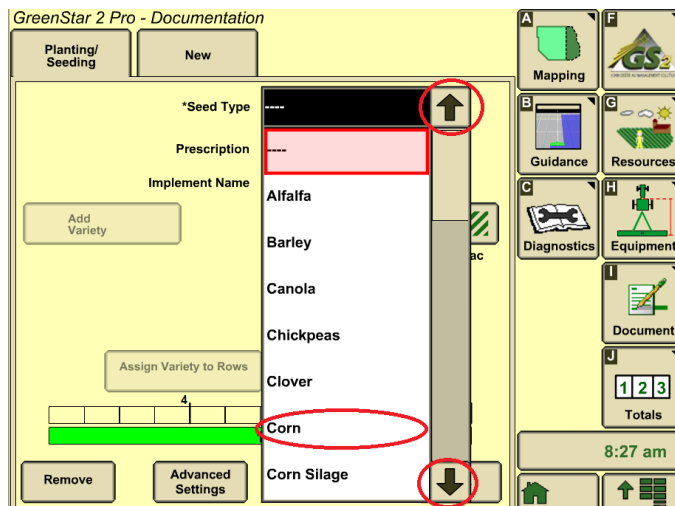 GreenStar 2 Pro - Documentation
Planting/
Seeding
New
*Seed Type
----
Prescription
----
Implement Name
Alfalfa
Add
Variety
Barley
ac
Canola
Chickpeas
Assign Variety to Rows
Clover
4
Corn
Remove
Advanced
Settings
Corn Silage
A
Mapping
F
GS2
B
Guidance
G
Resources
C
Diagnostics
H
Equipment
I
Document
J
1 2 3
Totals
8:27 am